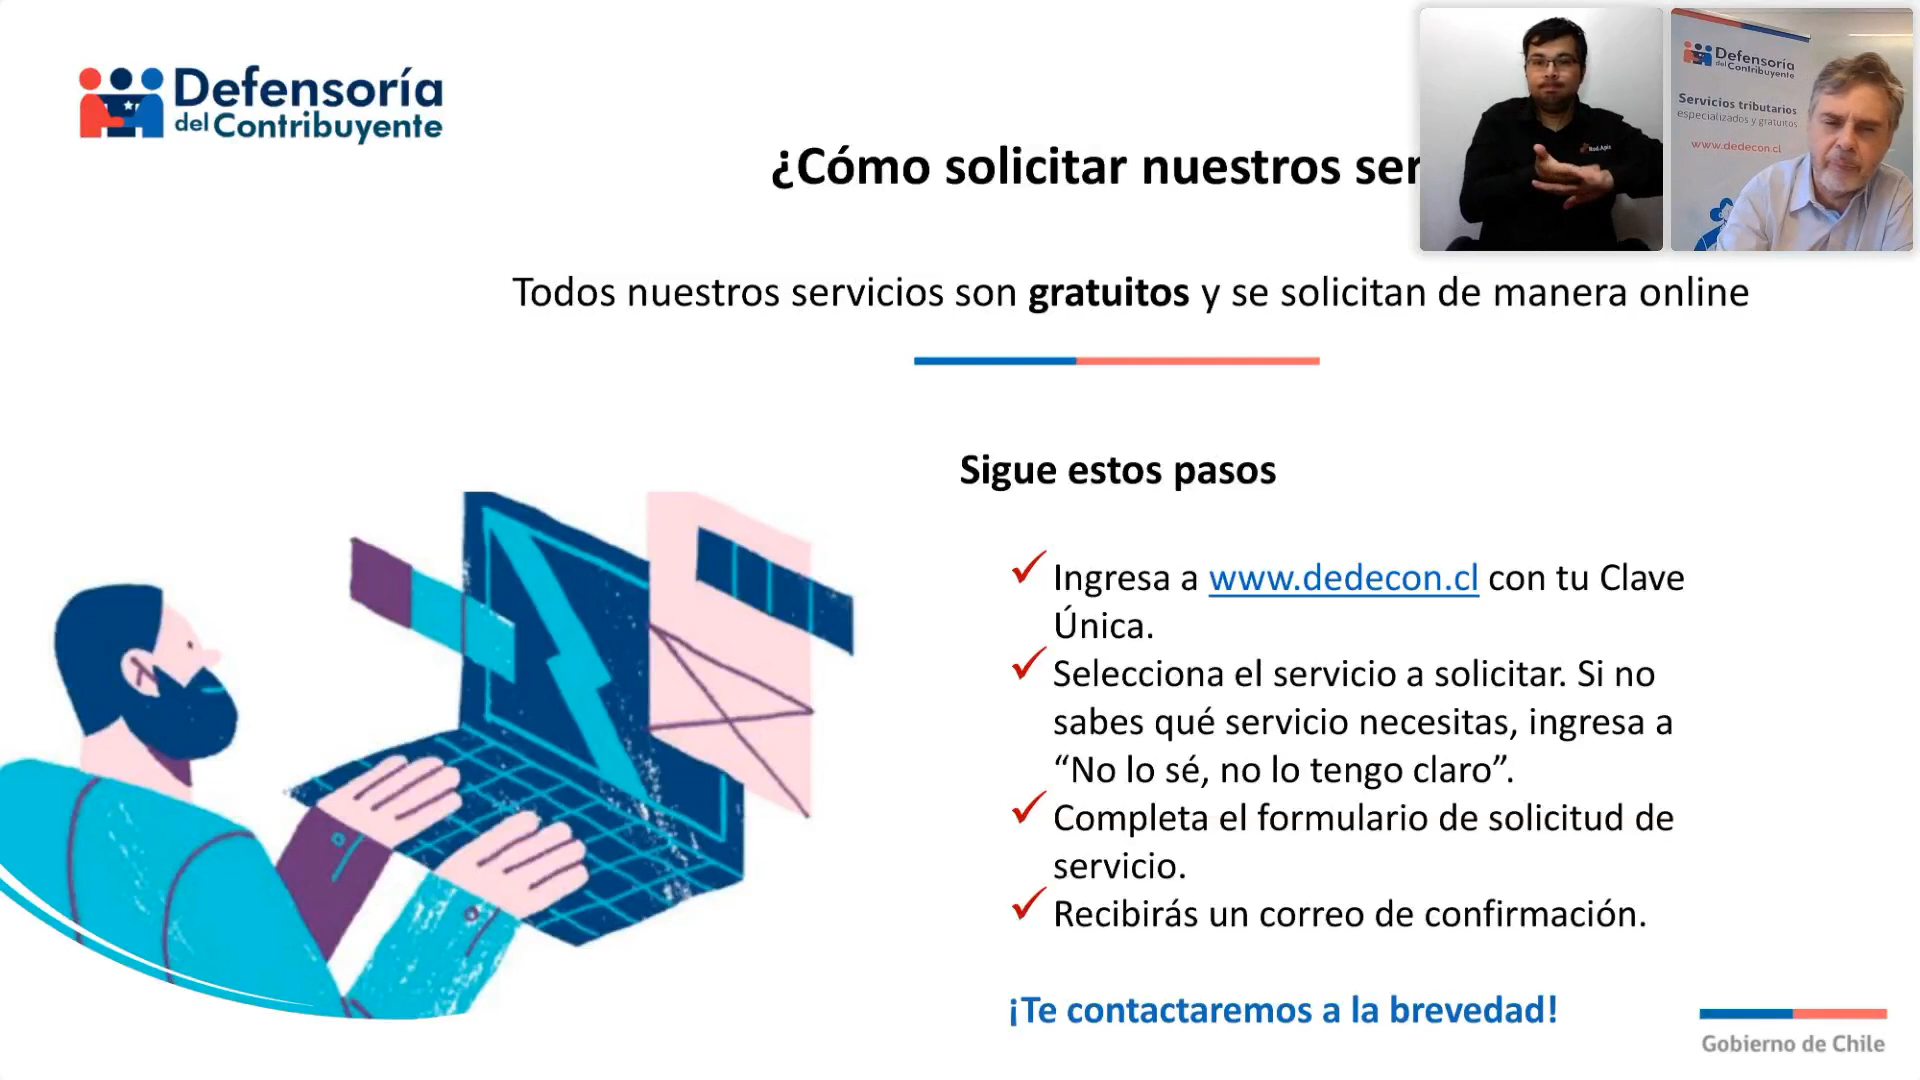 Defensoría
del Contribuyente
¿Cómo solicitar nuestros ser
Defensoría
del Contribuyente
Servicios tributarios
especializados y gratuitos
www.dedecon.cl
Todos nuestros servicios son gratuitos y se solicitan de manera online
Sigue estos pasos
Ingresa a www.dedecon.cl con tu Clave
Única.
Selecciona el servicio a solicitar. Si no
sabes qué servicio necesitas, ingresa a
“No lo sé, no lo tengo claro”.
Completa el formulario de solicitud de
servicio.
Recibirás un correo de confirmación.
¡Te contactaremos a la brevedad!
Gobierno de Chile